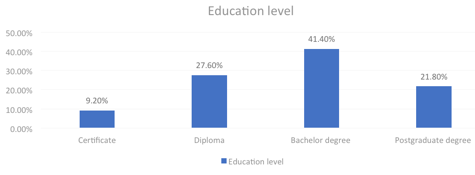 Education level
50.00%
40.00%
30.00%
20.00%
10.00%
0.00%
9.20%
27.60%
41.40%
21.80%
Certificate
Diploma
Bachelor degree
Postgraduate degree
Education level